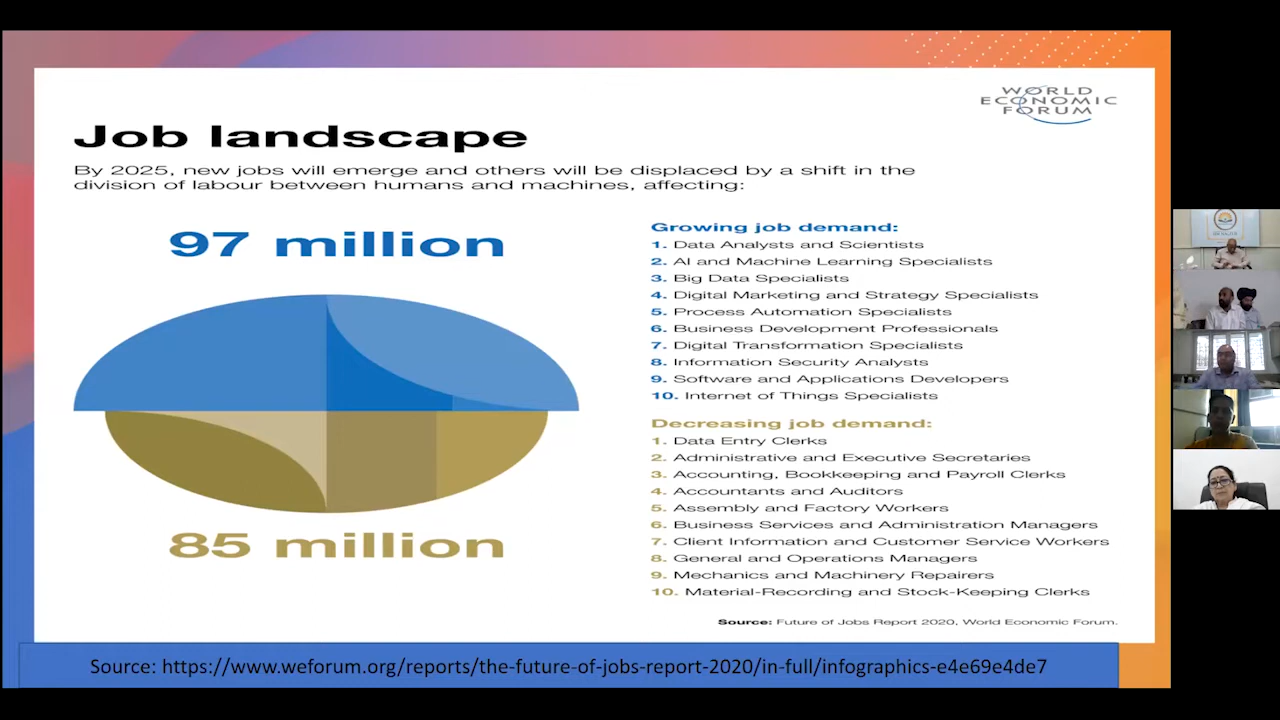 WORLD
ECONOMIC
FORUM
Job landscape
By 2025, new jobs will emerge and others will be displaced by a shift in the
division of labour between humans and machines, affecting:
97 million
85 million
Growing job demand:
1. Data Analysts and Scientists
2. AI and Machine Learning Specialists
3. Big Data Specialists
4. Digital Marketing and Strategy Specialists
5. Process Automation Specialists
6. Business Development Professionals
7. Digital Transformation Specialists
8. Information Security Analysts
9. Software and Applications Developers
10. Internet of Things Specialists
Decreasing job demand:
1. Data Entry Clerks
2. Administrative and Executive Secretaries
3. Accounting, Bookkeeping and Payroll Clerks
4. Accountants and Auditors
5. Assembly and Factory Workers
6. Business Services and Administration Managers
7. Client Information and Customer Service Workers
8. General and Operations Managers
9. Mechanics and Machinery Repairers
10. Material-Recording and Stock-Keeping Clerks
Source: Future of Jobs Report 2020, World Economic Forum.
Source: https://www.weforum.org/reports/the-future-of-jobs-report-2020/in-full/infographics-e4e69e4de7